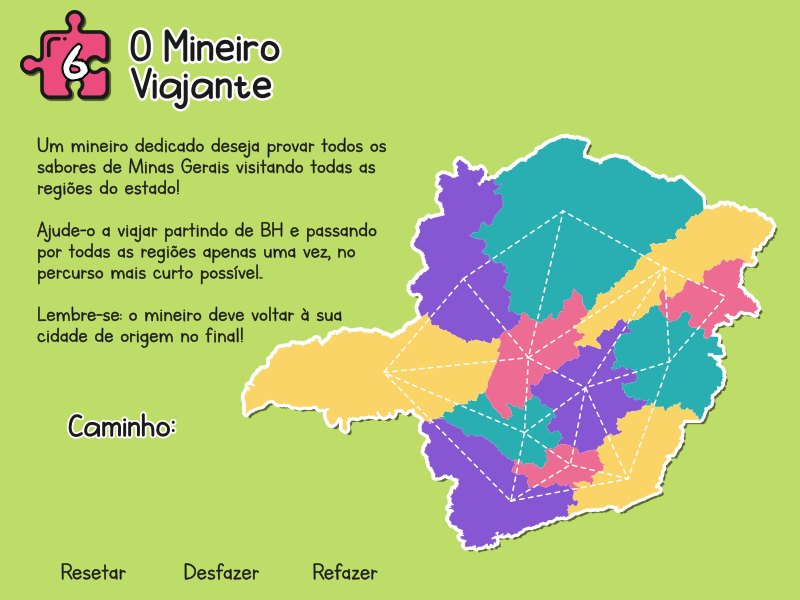 6
O Mineiro
Viajante
Um mineiro dedicado deseja provar todos os
sabores de Minas Gerais visitando todas as
regiões do estado!
Ajude-o a viajar partindo de BH e passando
por todas as regiões apenas uma vez, no
percurso mais curto possível.
Lembre-se: o mineiro deve voltar à sua
cidade de origem no final!
Caminho:
Resetar Desfazer Refazer